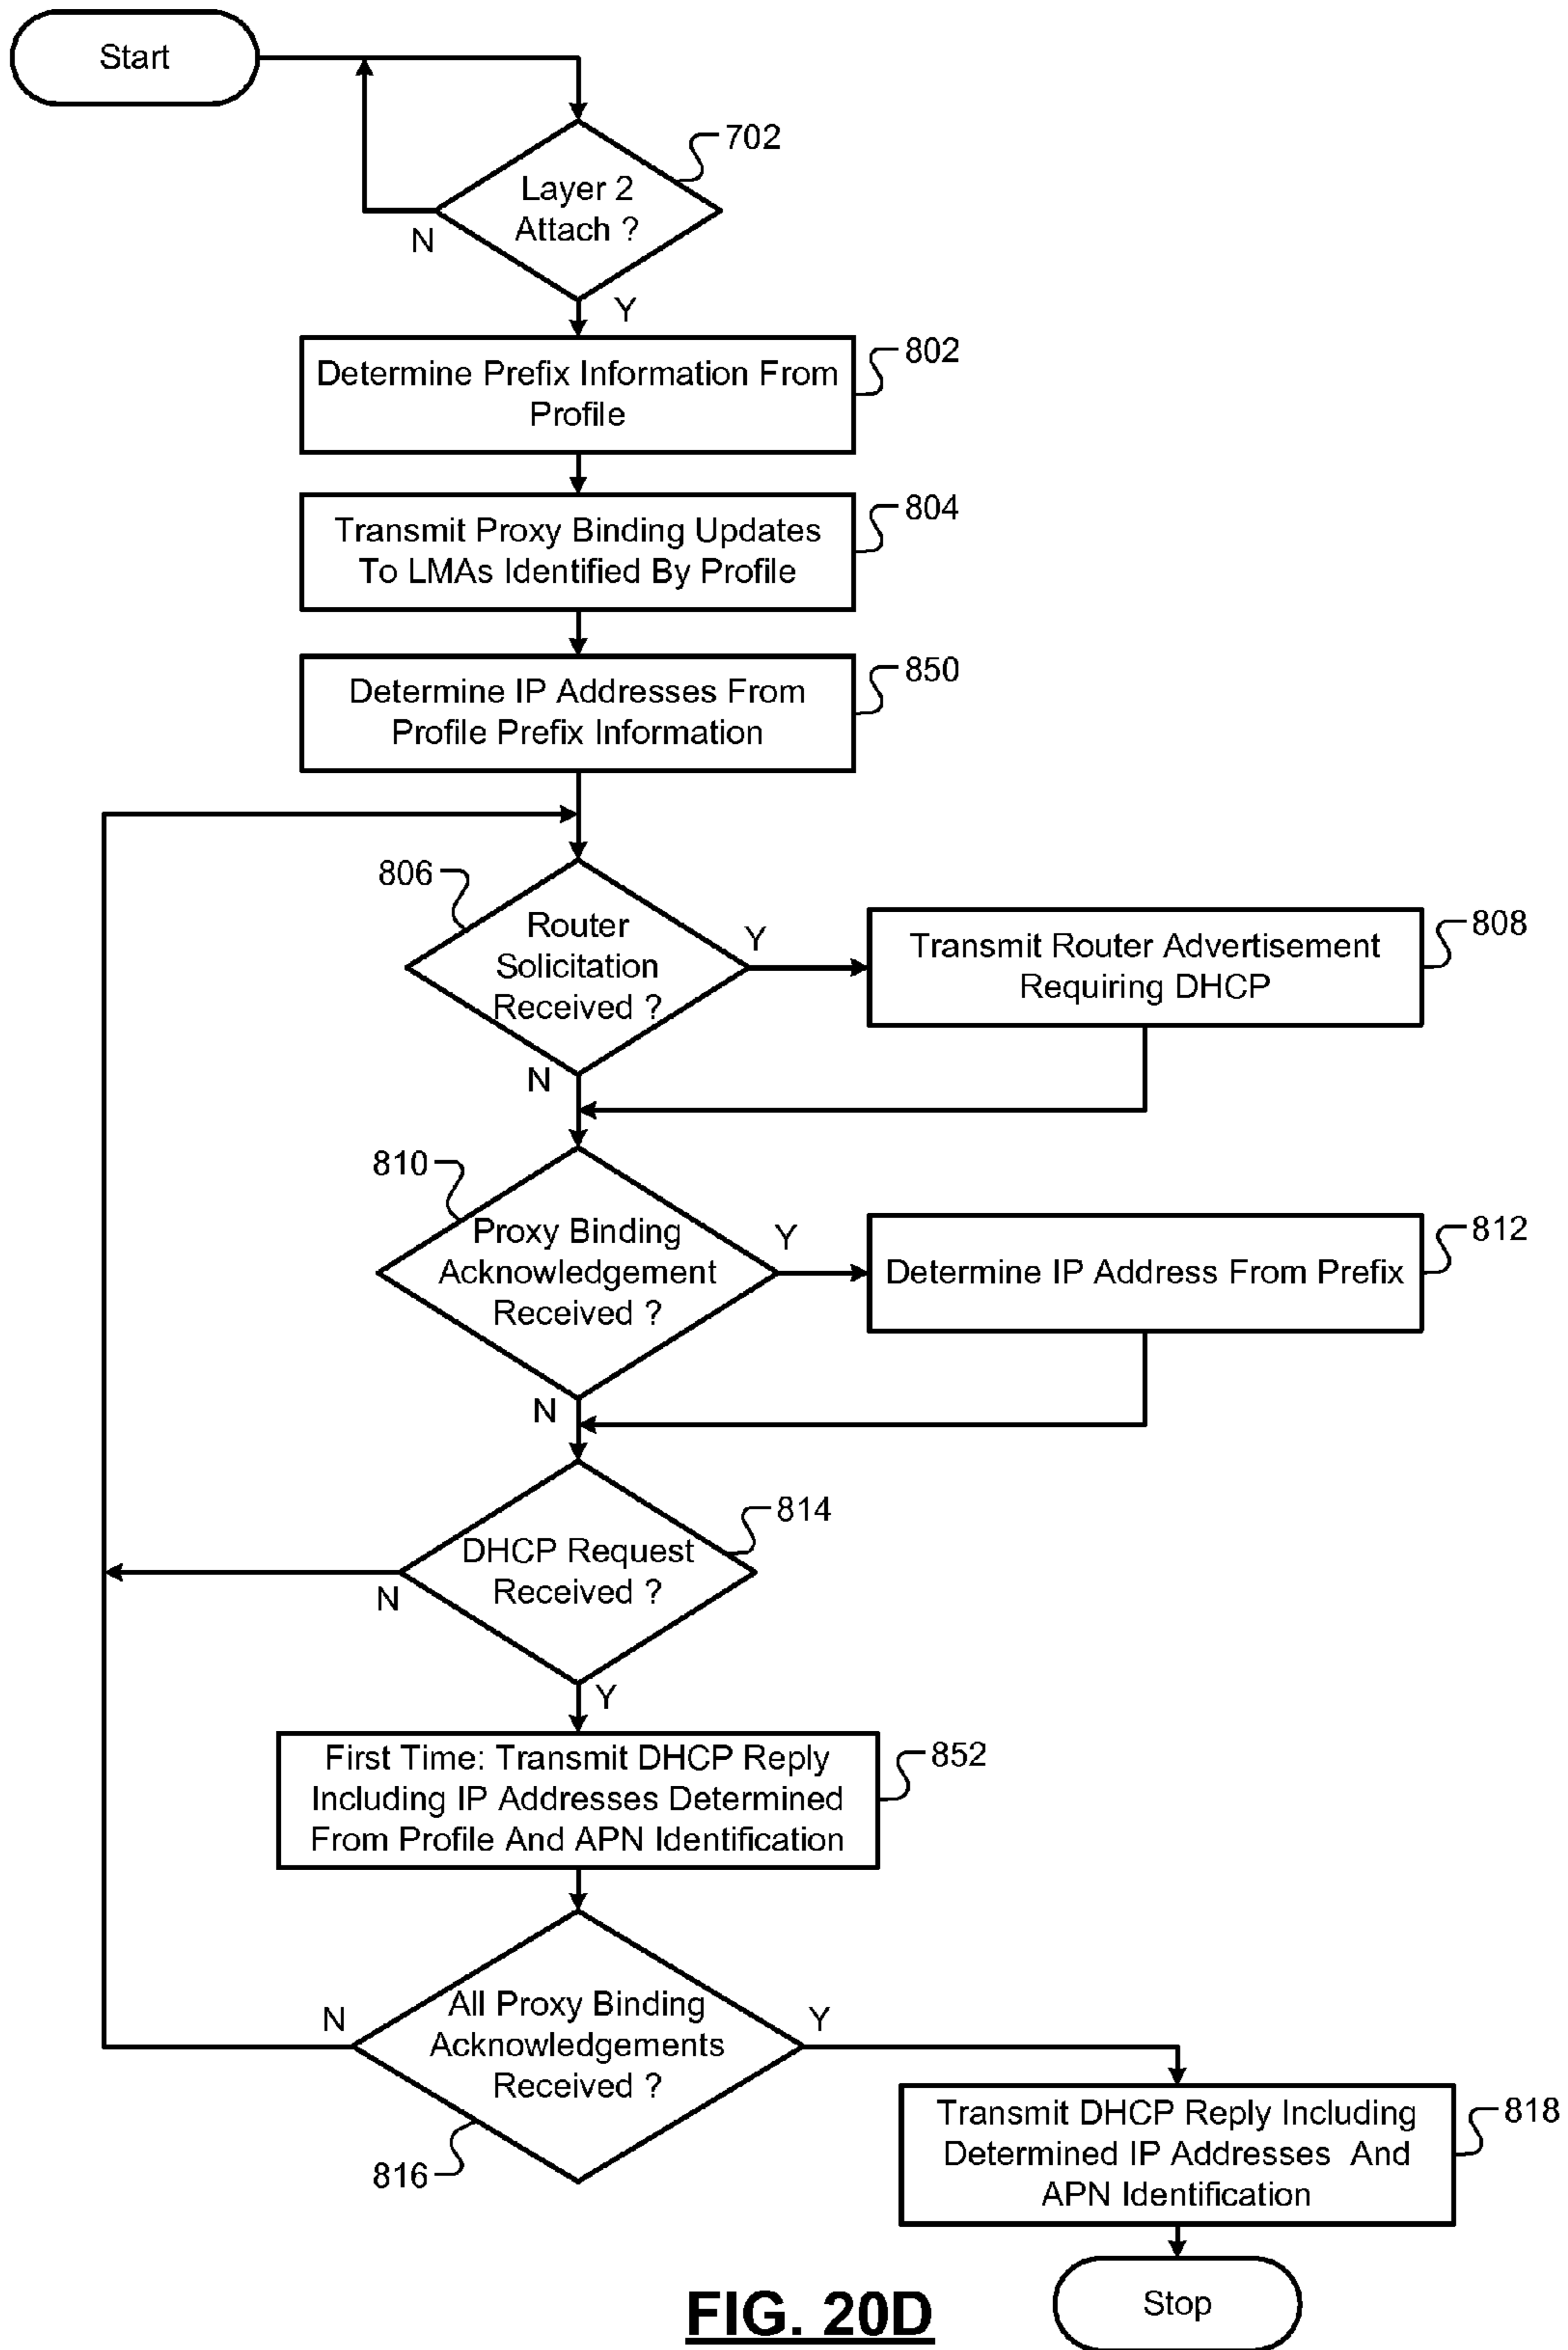 Start
702
Layer 2
Attach ?
N
Y
802
Determine Prefix Information From
Profile
804
Transmit Proxy Binding Updates
To LMAs Identified By Profile
850
Determine IP Addresses From
Profile Prefix Information
806
Router
Solicitation
Received ?
Y
N
808
Transmit Router Advertisement
Requiring DHCP
810
Proxy Binding
Acknowledgement
Received ?
Y
N
812
Determine IP Address From Prefix
814
DHCP Request
Received ?
N
Y
852
First Time: Transmit DHCP Reply
Including IP Addresses Determined
From Profile And APN Identification
N
All Proxy Binding
Acknowledgements
Received ?
Y
816
818
Transmit DHCP Reply Including
Determined IP Addresses And
APN Identification
Stop
FIG. 20D